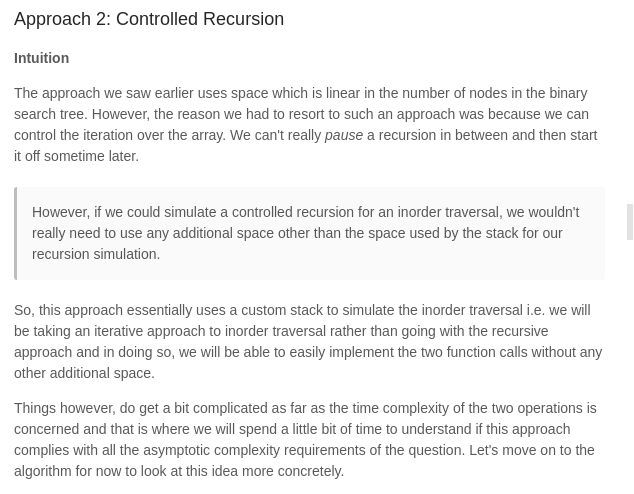 Approach 2: Controlled Recursion
Intuition
The approach we saw earlier uses space which is linear in the number of nodes in the binary
search tree. However, the reason we had to resort to such an approach was because we can
control the iteration over the array. We can't really pause a recursion in between and then start
it off sometime later.
However, if we could simulate a controlled recursion for an inorder traversal, we wouldn't
really need to use any additional space other than the space used by the stack for our
recursion simulation.
So, this approach essentially uses a custom stack to simulate the inorder traversal i.e. we will
be taking an iterative approach to inorder traversal rather than going with the recursive
approach and in doing so, we will be able to easily implement the two function calls without any
other additional space.
Things however, do get a bit complicated as far as the time complexity of the two operations is
concerned and that is where we will spend a little bit of time to understand if this approach
complies with all the asymptotic complexity requirements of the question. Let's move on to the
algorithm for now to look at this idea more concretely.